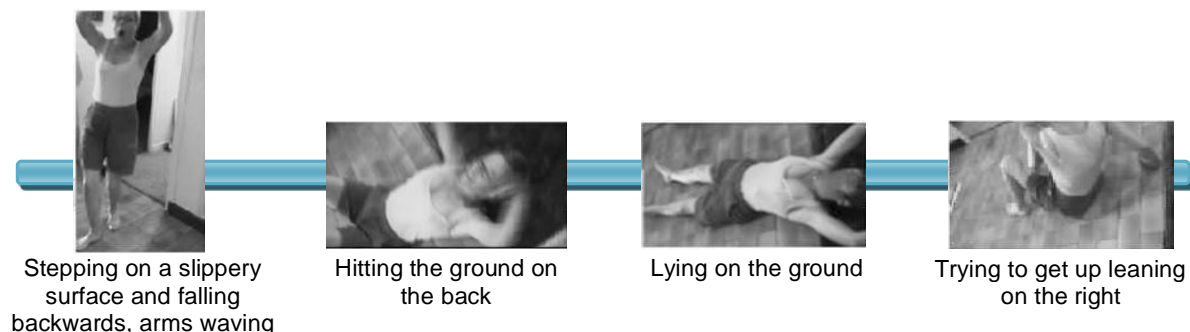 Stepping on a slippery
surface and falling
backwards, arms waving
Hitting the ground on
the back
Lying on the ground
Trying to get up leaning
on the right